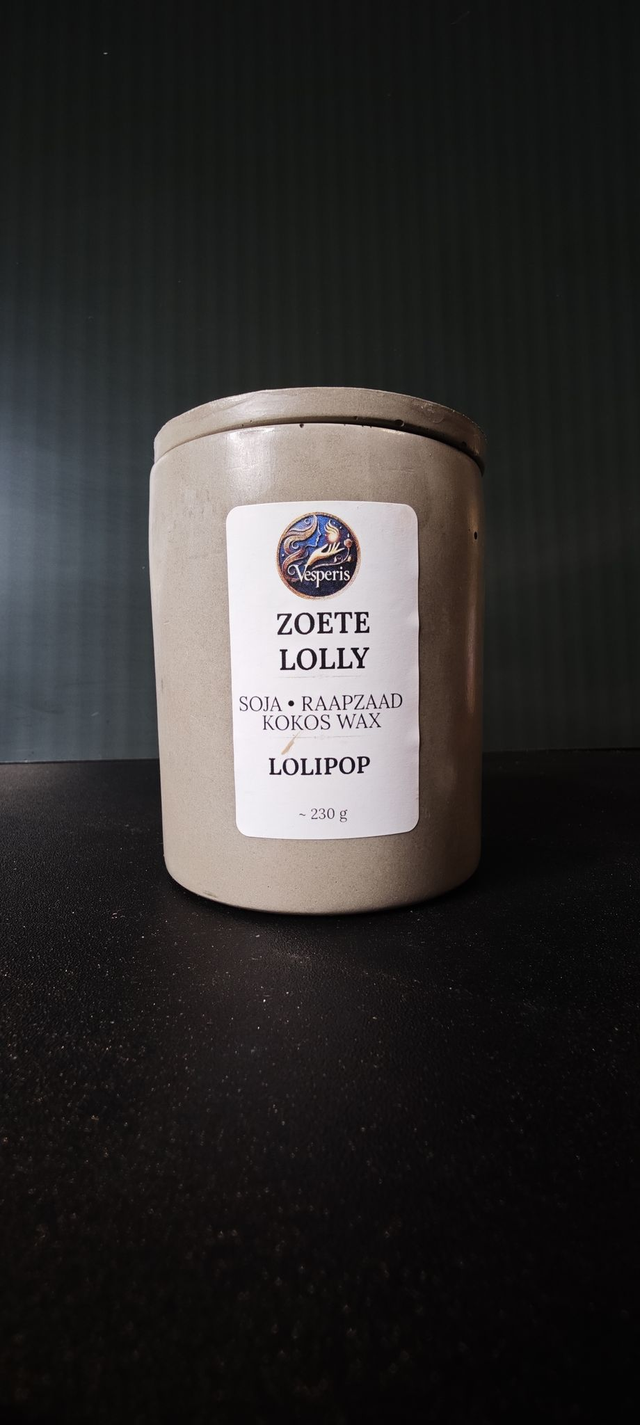 Vesperis
ZOETE
LOLLY
SOJA • RAAPZAAD
KOKOS WAX
LOLIPOP
~ 230 g